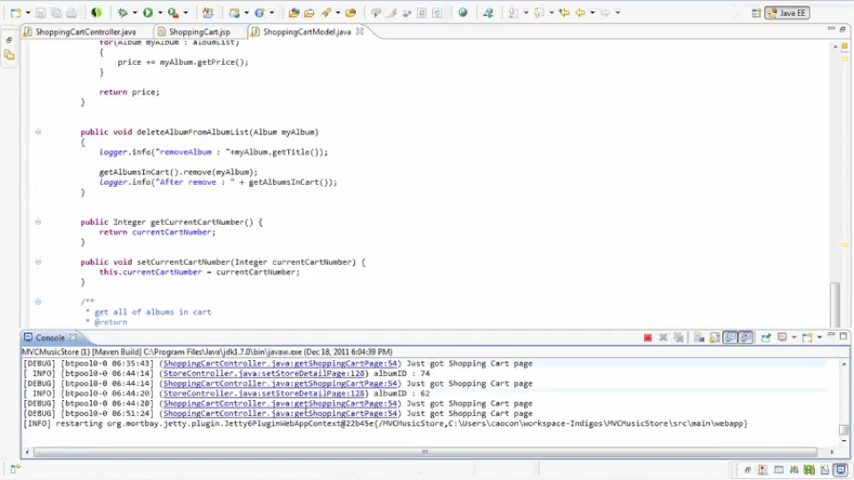 Java EE
ShoppingCartController.java
ShoppingCart.jsp
ShoppingCartModel.java
for(Album myAlbum : albumList)
{
price += myAlbum.getPrice();
}
return price;
}
public void deleteAlbumFromAlbumList(Album myAlbum)
{
logger.info("removeAlbum : "+myAlbum.getTitle());
getAlbumsInCart().remove(myAlbum);
logger.info("After remove : " + getAlbumsInCart());
}
public Integer getCurrentCartNumber() {
return currentCartNumber;
}
public void setCurrentCartNumber(Integer currentCartNumber) {
this.currentCartNumber = currentCartNumber;
}
/**
* get all of albums in cart
* @return
Console
MVCMusicStore (1) [Maven Build] C:\Program Files\Java\jdk1.7.0\bin\javaw.exe (Dec 18, 2011 6:04:39 PM)
[DEBUG] [btpool0-0 06:35:43] (ShoppingCartController.java:getShoppingCartPage:54) Just got Shopping Cart page
[ INFO] [btpool0-0 06:44:14] (StoreController.java:setStoreDetailPage:128) albumID : 74
[DEBUG] [btpool0-0 06:44:14] (ShoppingCartController.java:getShoppingCartPage:54) Just got Shopping Cart page
[ INFO] [btpool0-0 06:44:20] (StoreController.java:setStoreDetailPage:128) albumID : 62
[DEBUG] [btpool0-0 06:44:20] (ShoppingCartController.java:getShoppingCartPage:54) Just got Shopping Cart page
[DEBUG] [btpool0-0 06:51:24] (ShoppingCartController.java:getShoppingCartPage:54) Just got Shopping Cart page
[INFO] restarting org.mortbay.jetty.plugin.Jetty6PluginWebAppContext@22b45e{/MVCMusicStore,C:\Users\caocon\workspace-Indigos\MVCMusicStore\src\main\webapp}